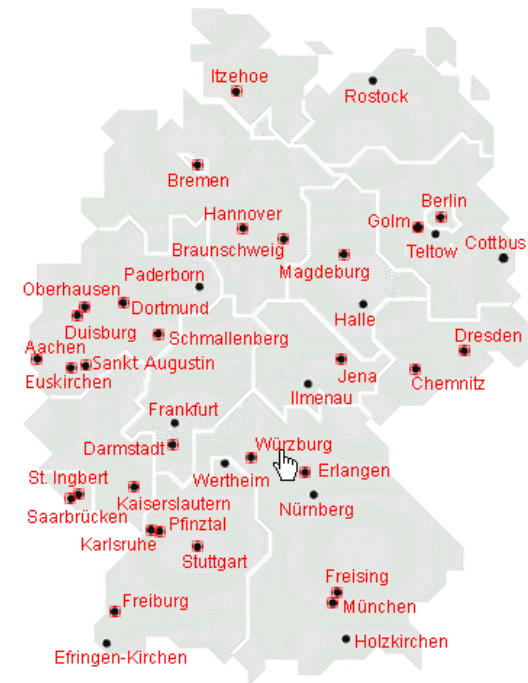 Itzehoe
Rostock
Bremen
Hannover
Berlin
Golm
Braunschweig
Teltow
Cottbus
Magdeburg
Paderborn
Oberhausen
Dortmund
Halle
Duisburg
Schmallenberg
Dresden
Aachen
Sankt Augustin
Jena
Chemnitz
Euskirchen
Ilmenau
Frankfurt
Darmstadt
Würzburg
Wertheim
Erlangen
St. Ingbert
Kaiserslautern
Nürnberg
Saarbrücken
Pfinztal
Karlsruhe
Stuttgart
Freising
Freiburg
München
Holzkirchen
Efringen-Kirchen